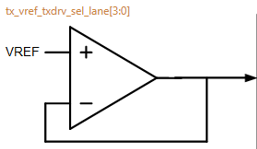 tx_vref_txdrv_sel_lane[3:0]
VREF
+
−